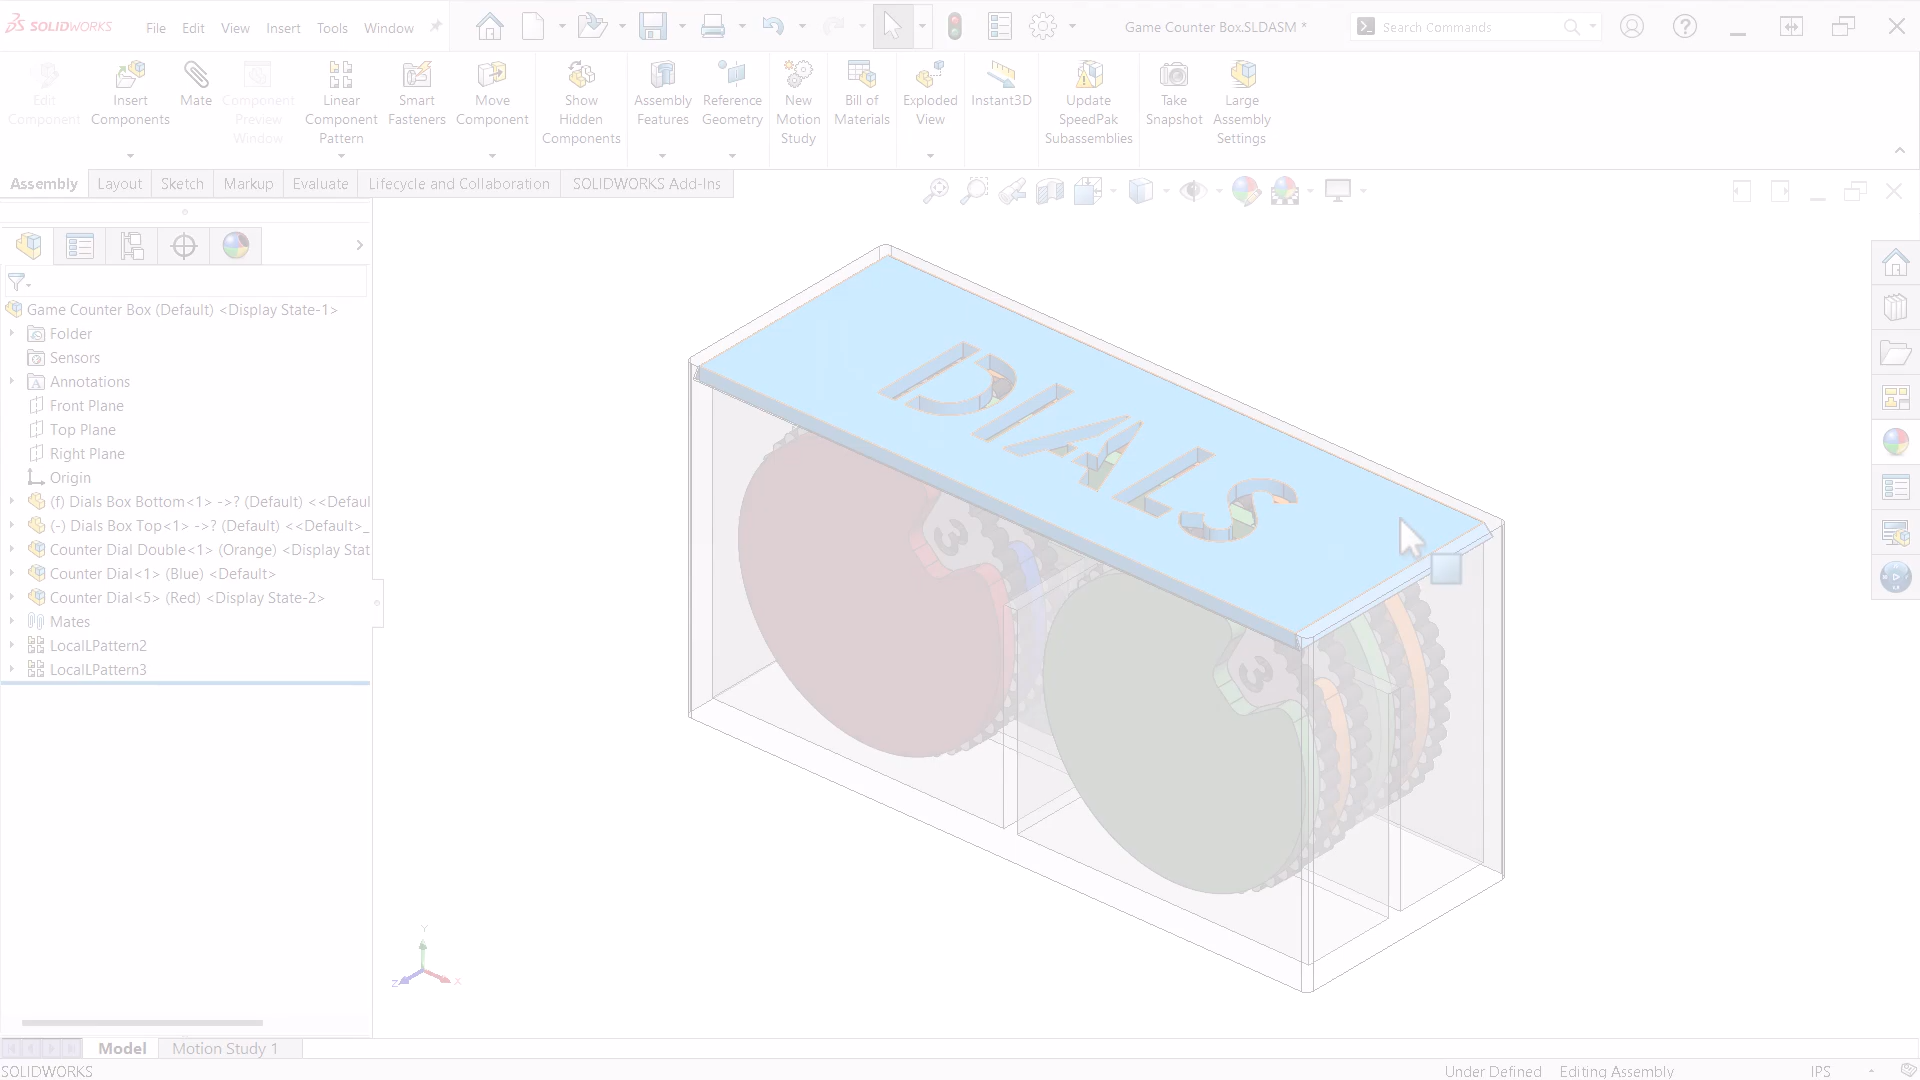 SOLIDWORKS File Edit View Insert Tools Window Game Counter Box.SLDASM * Search Commands
Edit Component
Insert Components
Mate
Component Preview Window
Linear Component Pattern
Smart Fasteners
Move Component
Show Hidden Components
Assembly Features
Reference Geometry
New Motion Study
Bill of Materials
Exploded View
Instant3D
Update SpeedPak Subassemblies
Take Snapshot
Large Assembly Settings
Assembly Layout Sketch Markup Evaluate Lifecycle and Collaboration SOLIDWORKS Add-Ins
Game Counter Box (Default) <Display State-1>
Folder
Sensors
Annotations
Front Plane
Top Plane
Right Plane
Origin
(f) Dials Box Bottom<1> ->? (Default) <<Defaul
(-) Dials Box Top<1> ->? (Default) <<Default>_
Counter Dial Double<1> (Orange) <Display Stat
Counter Dial<1> (Blue) <Default>
Counter Dial<5> (Red) <Display State-2>
Mates
LocalLPattern2
LocalLPattern3
DIALS
3
3
Y
Z X
Model Motion Study 1
SOLIDWORKS Under Defined Editing Assembly IPS